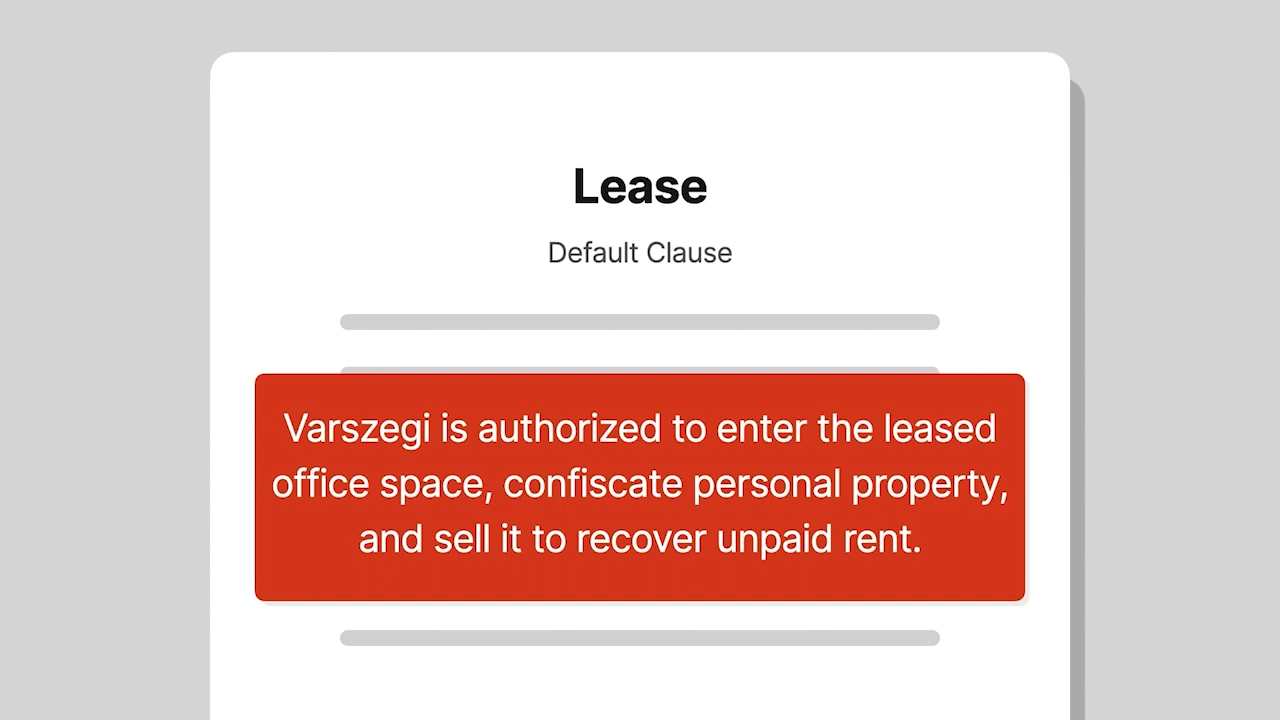 Lease
Default Clause
Varszegi is authorized to enter the leased
office space, confiscate personal property,
and sell it to recover unpaid rent.